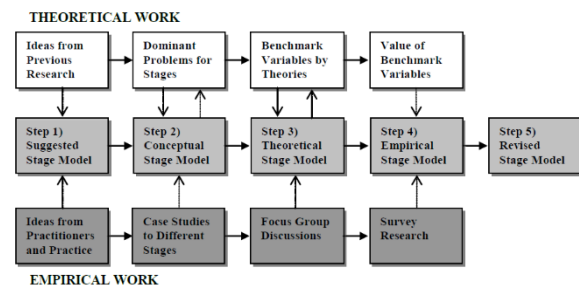 THEORETICAL WORK
Ideas from
Previous
Research
Dominant
Problems for
Stages
Benchmark
Variables by
Theories
Value of
Benchmark
Variables
Step 1)
Suggested
Stage Model
Step 2)
Conceptual
Stage Model
Step 3)
Theoretical
Stage Model
Step 4)
Empirical
Stage Model
Step 5)
Revised
Stage Model
Ideas from
Practitioners
and Practice
Case Studies
to Different
Stages
Focus Group
Discussions
Survey
Research
EMPIRICAL WORK